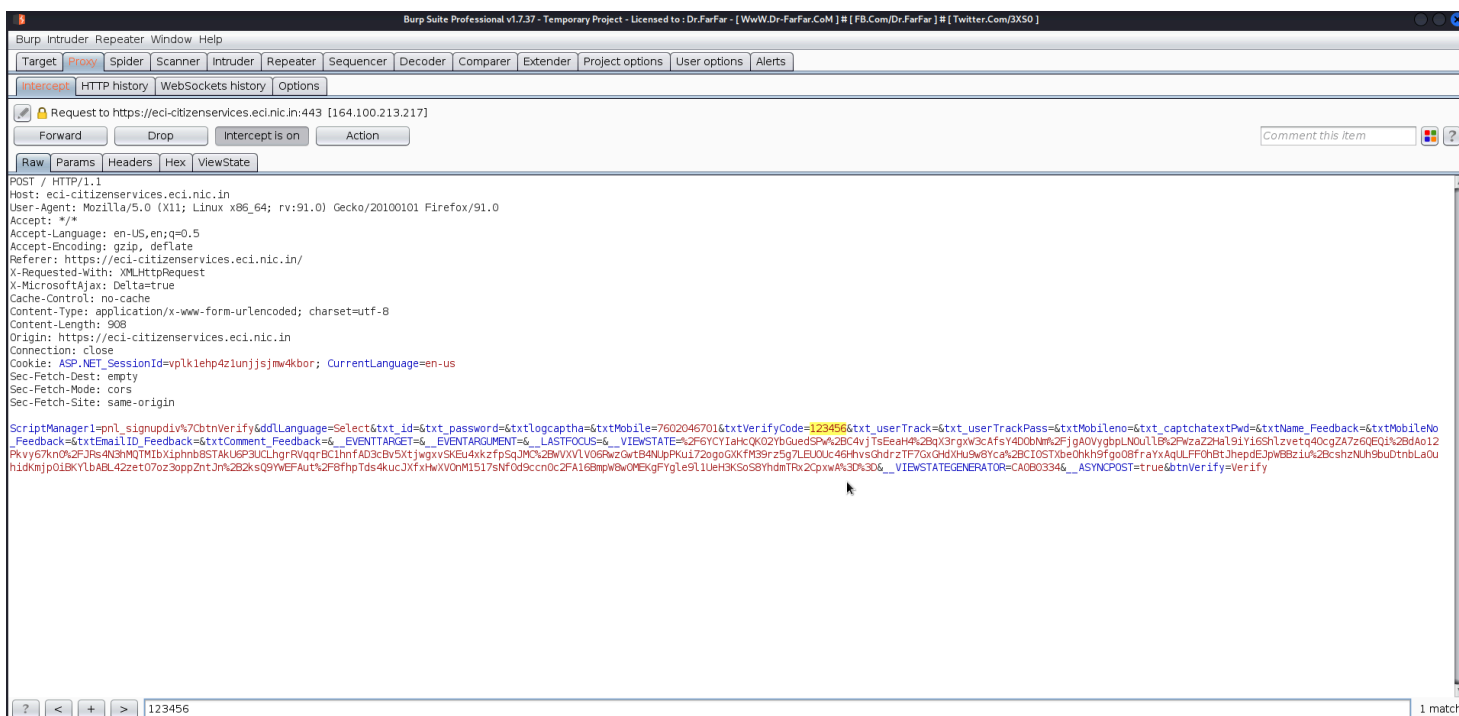 Burp Suite Professional v1.7.37 - Temporary Project - Licensed to : Dr.FarFar - [ WwW.Dr-FarFar.CoM ] # [ FB.Com/Dr.FarFar ] # [ Twitter.Com/3XS0 ]
Burp Intruder Repeater Window Help
Target Proxy Spider Scanner Intruder Repeater Sequencer Decoder Comparer Extender Project options User options Alerts
Intercept HTTP history WebSockets history Options
Request to https://eci-citizenservices.eci.nic.in:443 [164.100.213.217]
Forward Drop Intercept is on Action Comment this item ?
Raw Params Headers Hex ViewState
POST / HTTP/1.1
Host: eci-citizenservices.eci.nic.in
User-Agent: Mozilla/5.0 (X11; Linux x86_64; rv:91.0) Gecko/20100101 Firefox/91.0
Accept: */*
Accept-Language: en-US,en;q=0.5
Accept-Encoding: gzip, deflate
Referer: https://eci-citizenservices.eci.nic.in/
X-Requested-With: XMLHttpRequest
X-MicrosoftAjax: Delta=true
Cache-Control: no-cache
Content-Type: application/x-www-form-urlencoded; charset=utf-8
Content-Length: 908
Origin: https://eci-citizenservices.eci.nic.in
Connection: close
Cookie: ASP.NET_SessionId=vplk1ehp4z1unjjsjmw4kbor; CurrentLanguage=en-us
Sec-Fetch-Dest: empty
Sec-Fetch-Mode: cors
Sec-Fetch-Site: same-origin
ScriptManager1=pnl_signupdiv%7CbtnVerify&ddlLanguage=Select&txt_id=&txt_password=&txtlogcaptha=&txtMobile=7602046701&txtVerifyCode=123456&txt_userTrack=&txt_userTrackPass=&txtMobileno=&txt_captchatextPwd=&txtName_Feedback=&txtMobileNo
_Feedback=&txtEmailID_Feedback=&txtComment_Feedback=&__EVENTTARGET=&__EVENTARGUMENT=&__LASTFOCUS=&__VIEWSTATE=
&__VIEWSTATEGENERATOR=CA0B0334&__ASYNCPOST=true&btnVerify=Verify
? < + > 123456 1 match